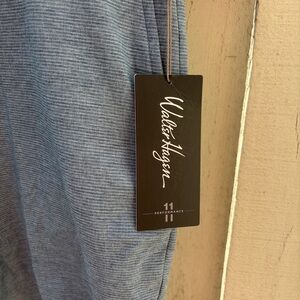 Walter Hagen
11
PERFORMANCE
11